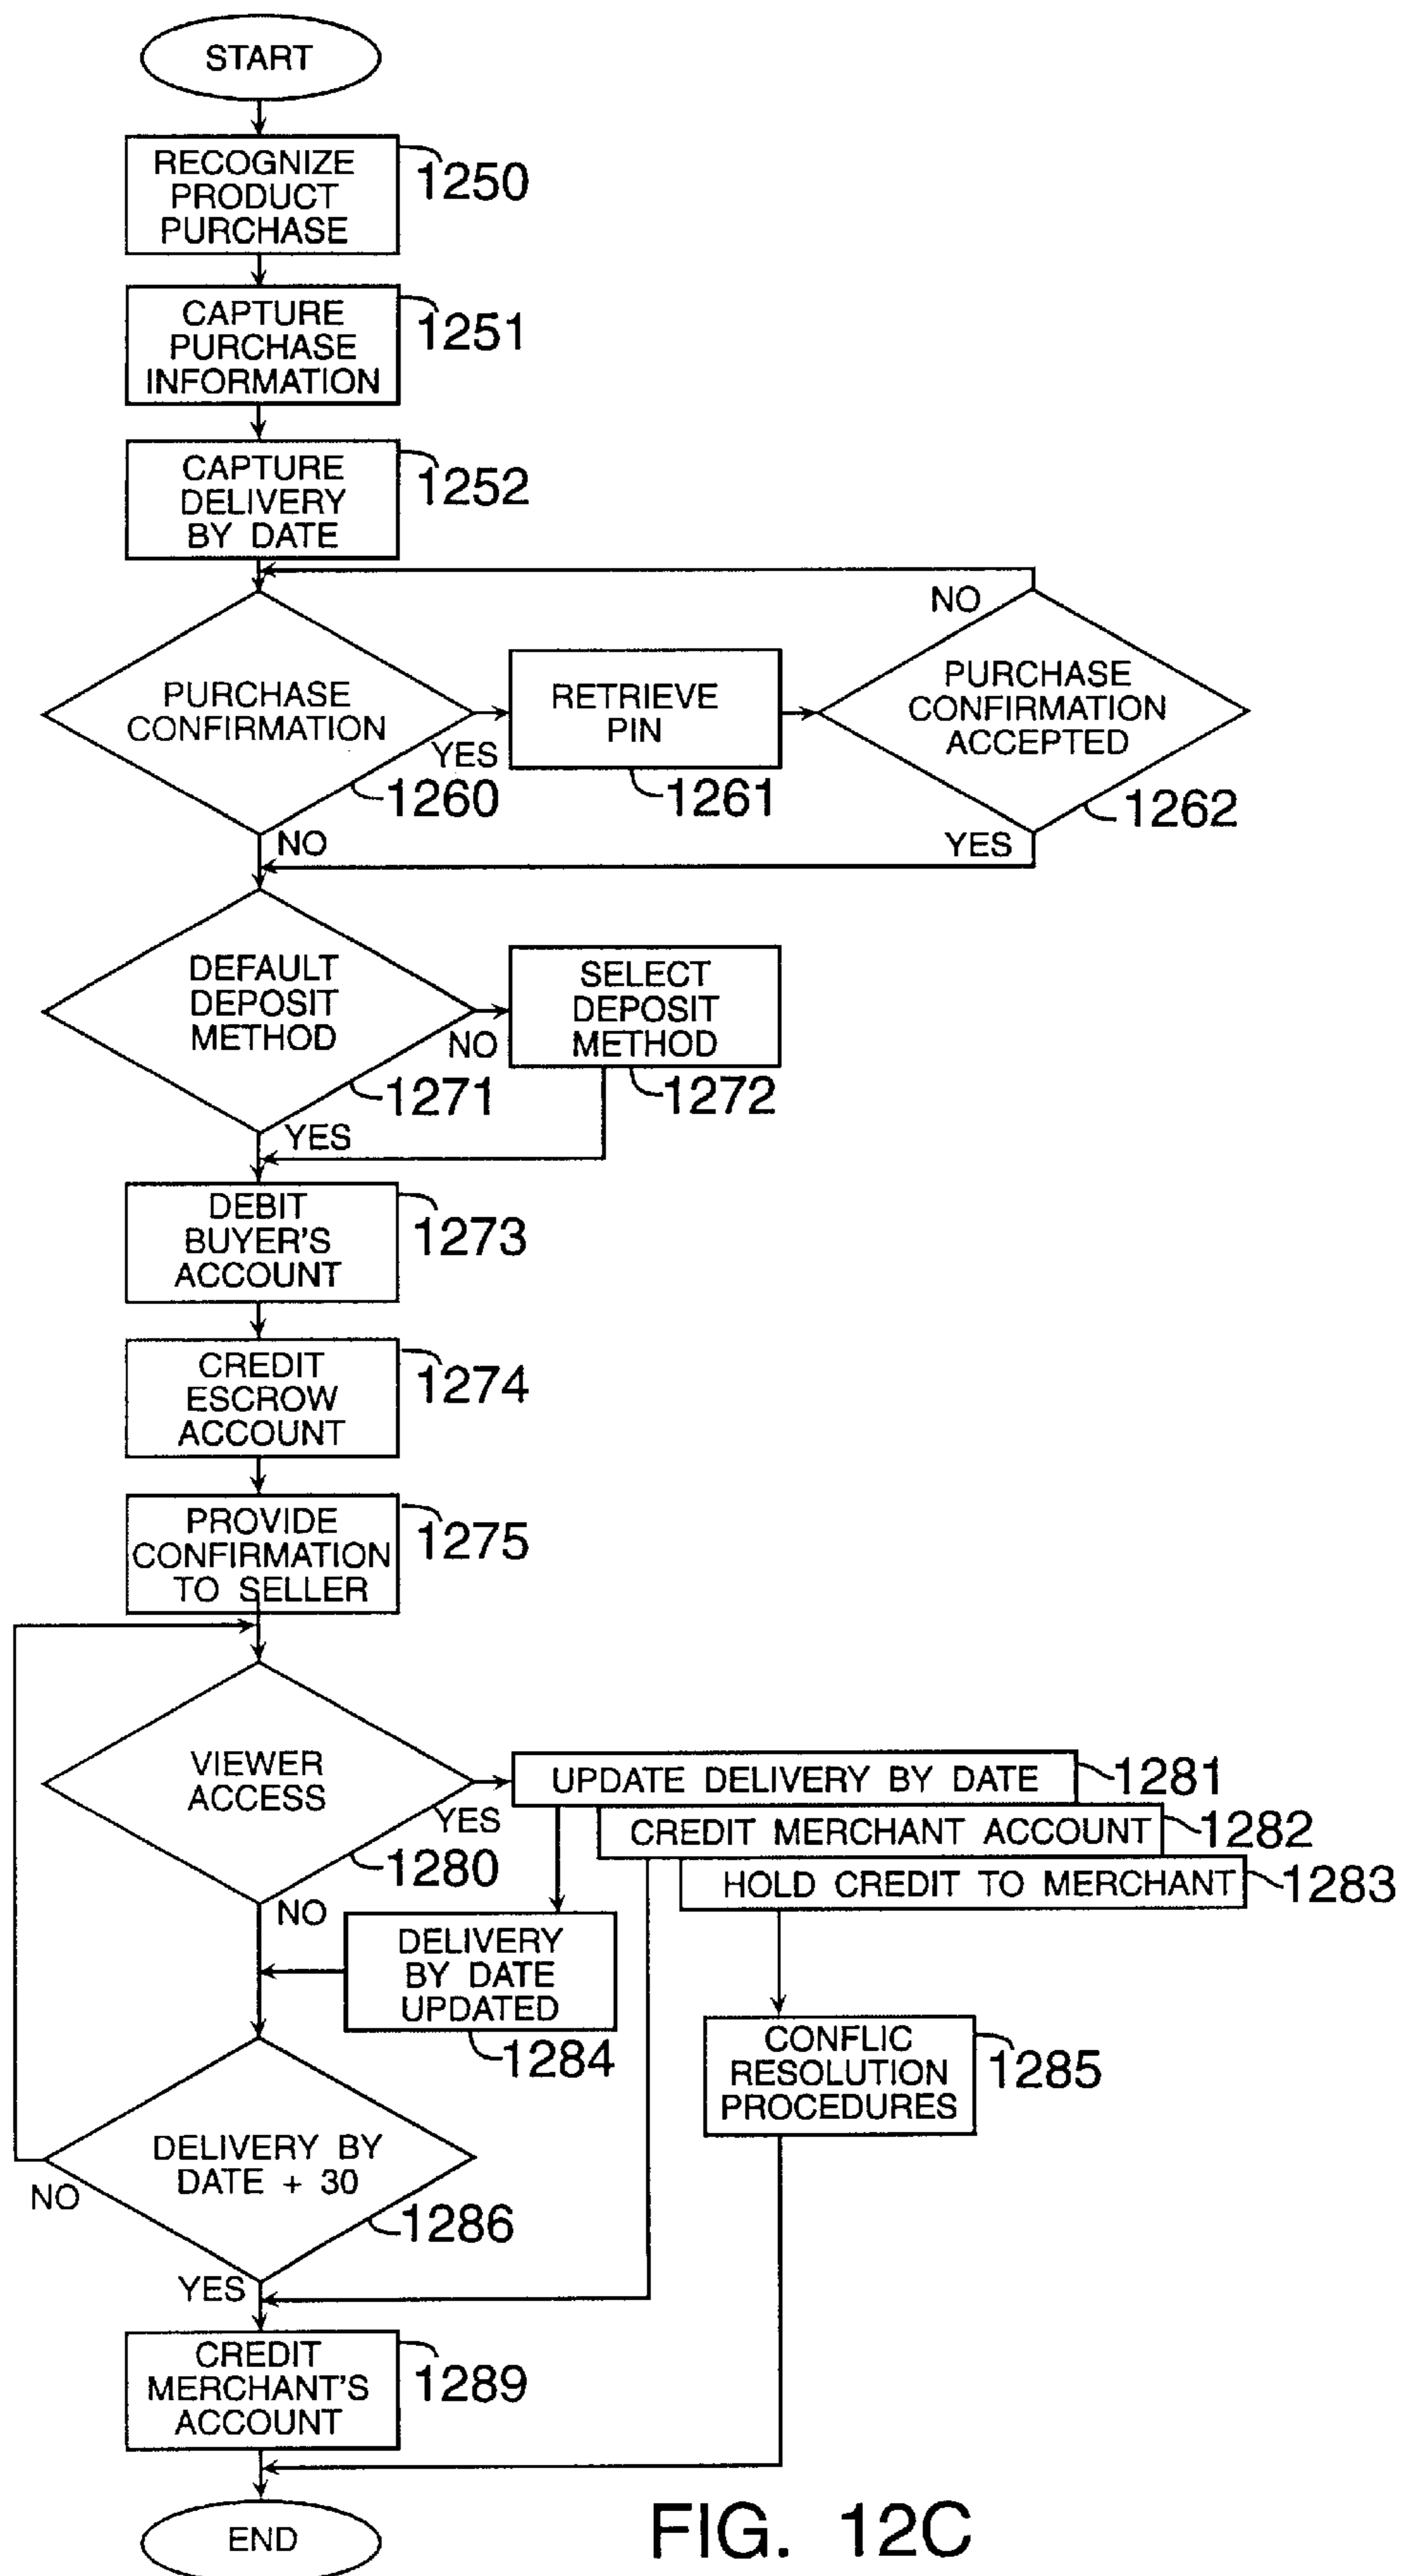 START
RECOGNIZE
PRODUCT
PURCHASE
1250
CAPTURE
PURCHASE
INFORMATION
1251
CAPTURE
DELIVERY
BY DATE
1252
PURCHASE
CONFIRMATION
YES
1260
NO
RETRIEVE
PIN
1261
NO
PURCHASE
CONFIRMATION
ACCEPTED
1262
YES
DEFAULT
DEPOSIT
METHOD
NO
1271
YES
SELECT
DEPOSIT
METHOD
1272
DEBIT
BUYER'S
ACCOUNT
1273
CREDIT
ESCROW
ACCOUNT
1274
PROVIDE
CONFIRMATION
TO SELLER
1275
VIEWER
ACCESS
YES
1280
NO
UPDATE DELIVERY BY DATE
1281
CREDIT MERCHANT ACCOUNT
1282
HOLD CREDIT TO MERCHANT
1283
DELIVERY
BY DATE
UPDATED
1284
CONFLIC
RESOLUTION
PROCEDURES
1285
DELIVERY BY
DATE + 30
NO
1286
YES
CREDIT
MERCHANT'S
ACCOUNT
1289
END
FIG. 12C